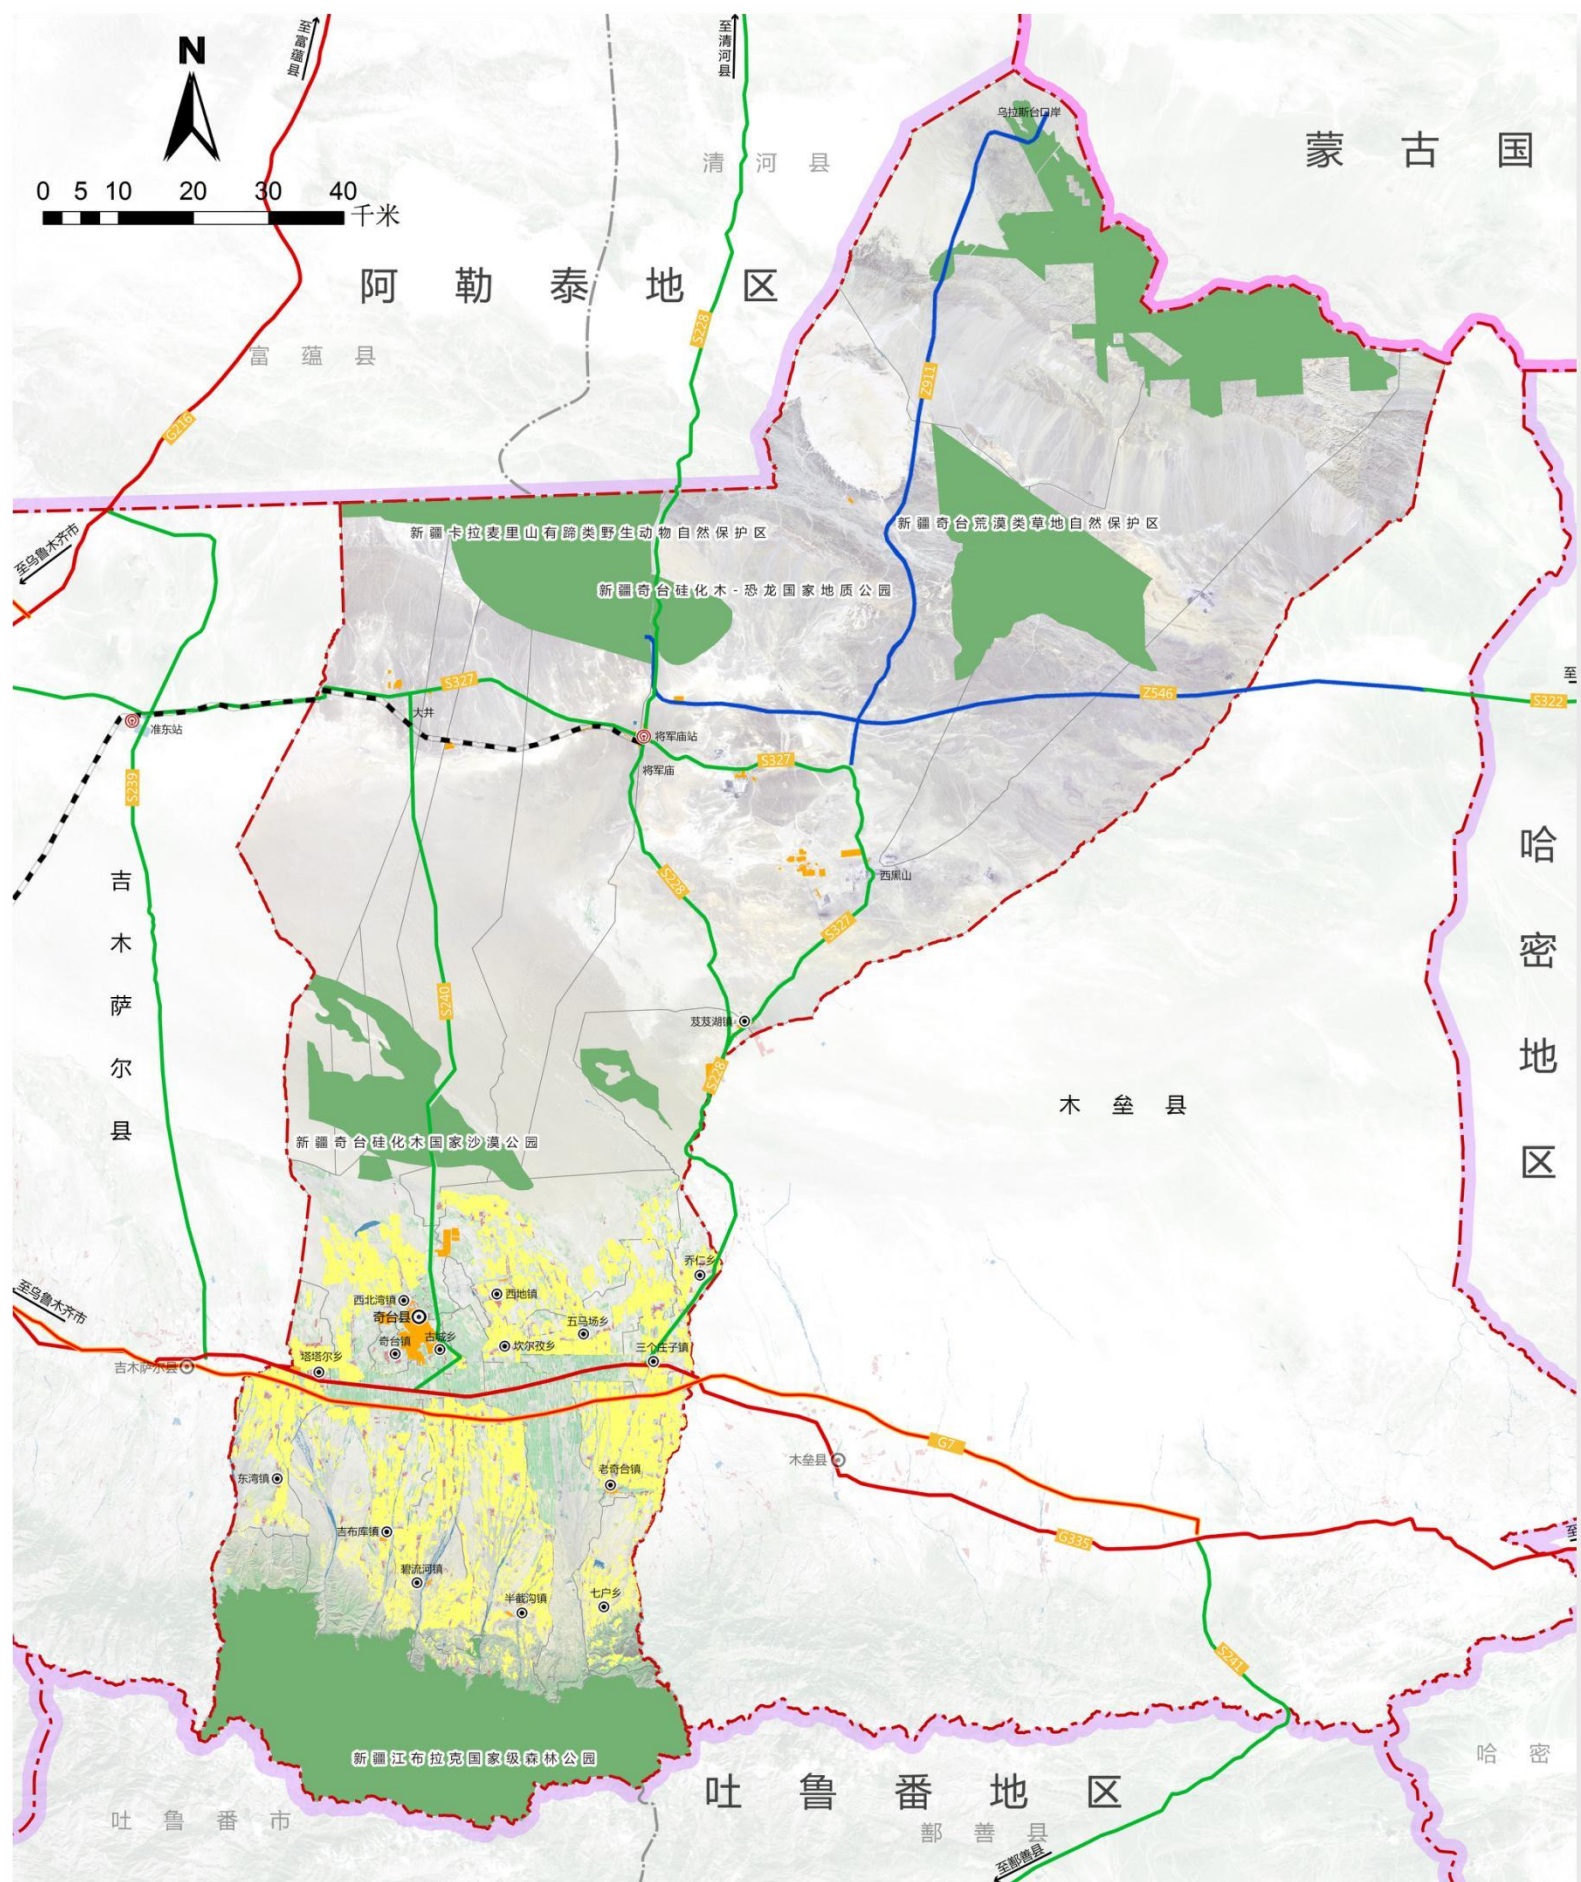 至富蕴县
至清河县
N
乌拉斯台口岸
蒙古国
清河县
0 5 10 20 30 40
千米
阿勒泰地区
S228
富蕴县
Z911
G216
新疆卡拉麦里山有蹄类野生动物自然保护区
新疆奇台荒漠类草地自然保护区
至乌鲁木齐市
新疆奇台硅化木-恐龙国家地质公园
至
S327
Z546
S322
大井
准东站
将军庙站
S327
将军庙
S239
哈密地区
吉木萨尔县
S228
西黑山
S327
S240
芨芨湖镇
S228
木垒县
新疆奇台硅化木国家沙漠公园
乔仁乡
至乌鲁木齐市
西北湾镇
西地镇
奇台县
五马场乡
奇台镇
古城乡
坎尔孜乡
三个庄子镇
塔塔尔乡
吉木萨尔县
G7
木垒县
老奇台镇
东湾镇
吉布库镇
G335
至
碧流河镇
半截沟镇
七户乡
S241
新疆江布拉克国家级森林公园
哈密
吐鲁番地区
吐鲁番市
鄯善县
至鄯善县